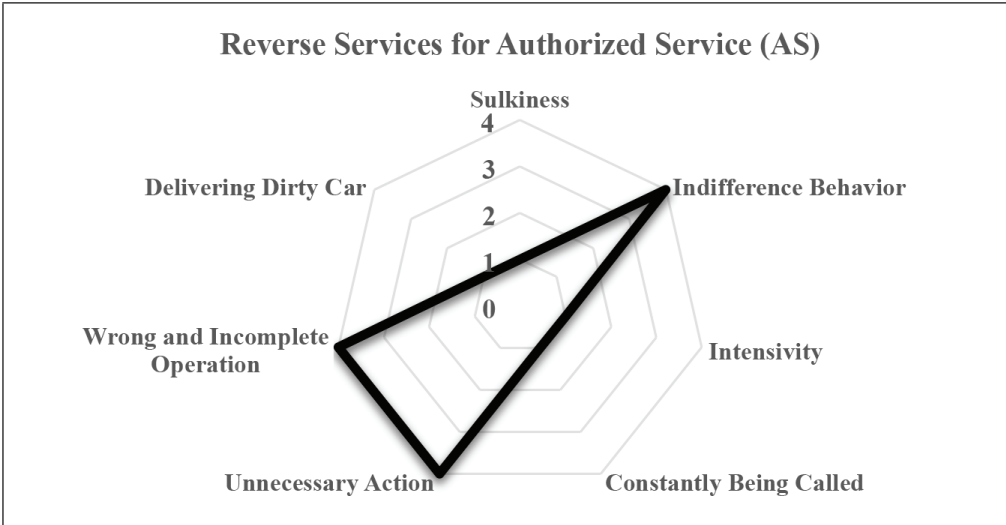 Reverse Services for Authorized Service (AS)
Sulkiness
4
3
2
1
0
Indifference Behavior
Intensivity
Constantly Being Called
Unnecessary Action
Wrong and Incomplete
Operation
Delivering Dirty Car